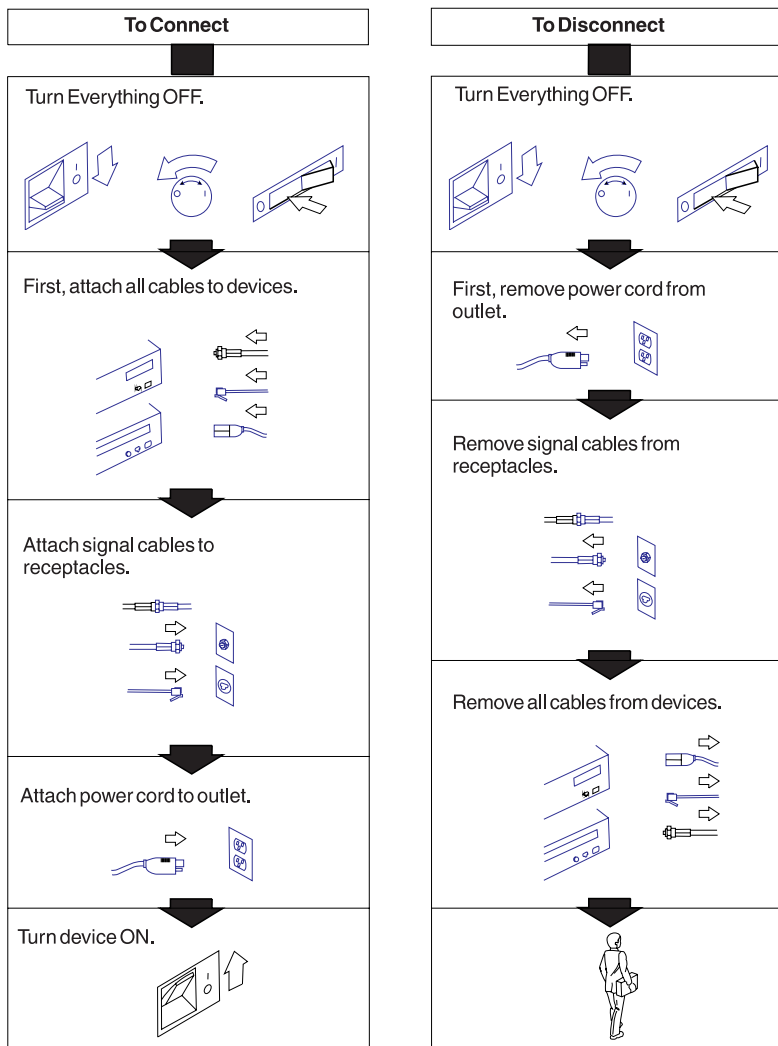 To Connect
Turn Everything OFF.
First, attach all cables to devices.
Attach signal cables to
receptacles.
Attach power cord to outlet.
Turn device ON.
To Disconnect
Turn Everything OFF.
First, remove power cord from
outlet.
Remove signal cables from
receptacles.
Remove all cables from devices.